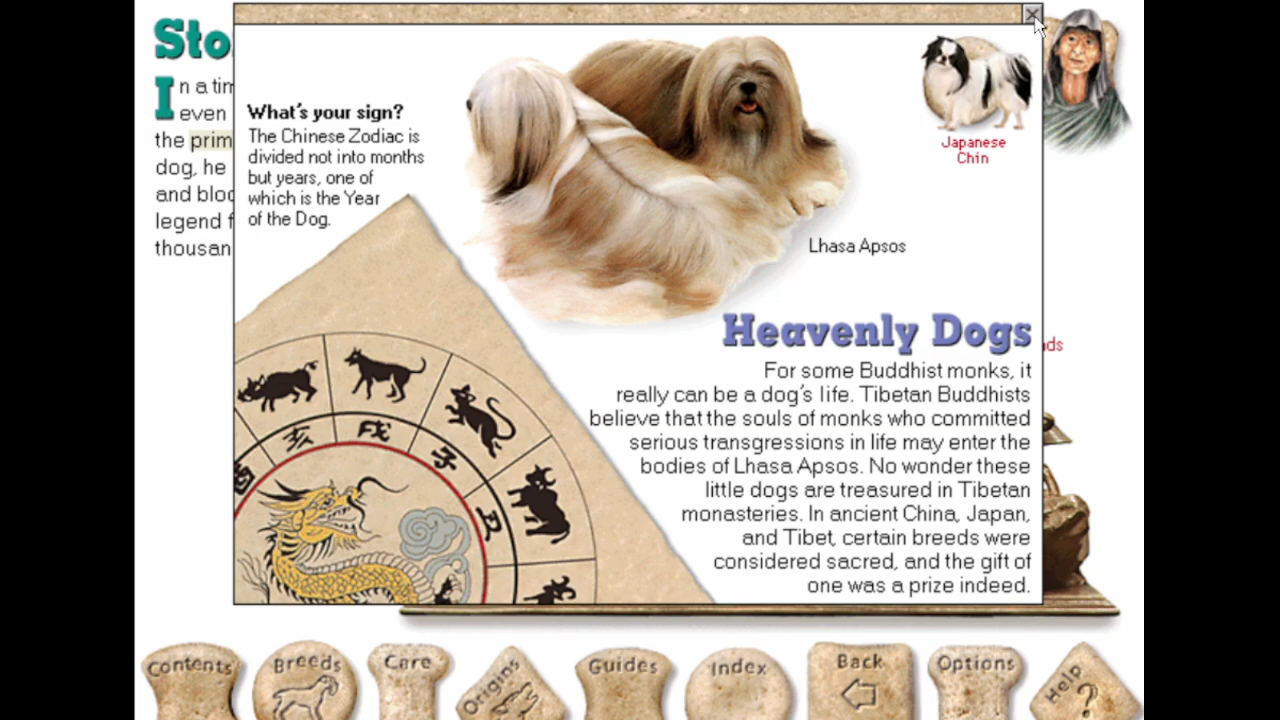 Sto
In a tim
even
the prim
dog, he
and bloo
legend f
thousan
What's your sign?
The Chinese Zodiac is
divided not into months
but years, one of
which is the Year
of the Dog.
Japanese
Chin
Lhasa Apsos
Heavenly Dogs
For some Buddhist monks, it
really can be a dog's life. Tibetan Buddhists
believe that the souls of monks who committed
serious transgressions in life may enter the
bodies of Lhasa Apsos. No wonder these
little dogs are treasured in Tibetan
monasteries. In ancient China, Japan,
and Tibet, certain breeds were
considered sacred, and the gift of
one was a prize indeed.
nds
亥 戌 子 丑
Contents
Breeds
Care
Origins
Guides
Index
Back
Options
Help
?